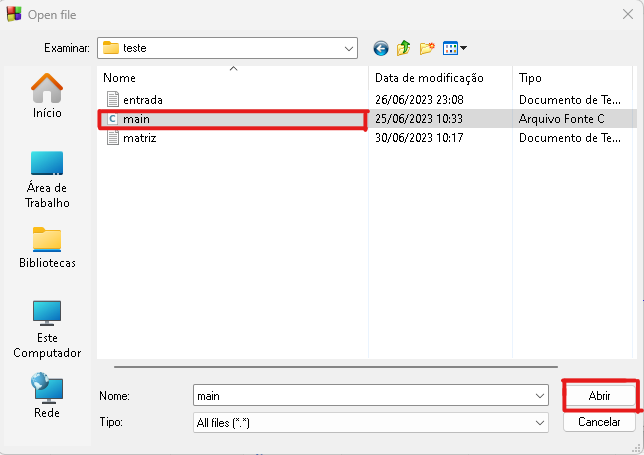 Open file
Examinar: teste
Nome Data de modificação Tipo
entrada 26/06/2023 23:08 Documento de Te...
C main 25/06/2023 10:33 Arquivo Fonte C
matriz 30/06/2023 10:17 Documento de Te...
Início
Área de
Trabalho
Bibliotecas
Este
Computador
Rede
Nome: main Abrir
Tipo: All files (*.*) Cancelar